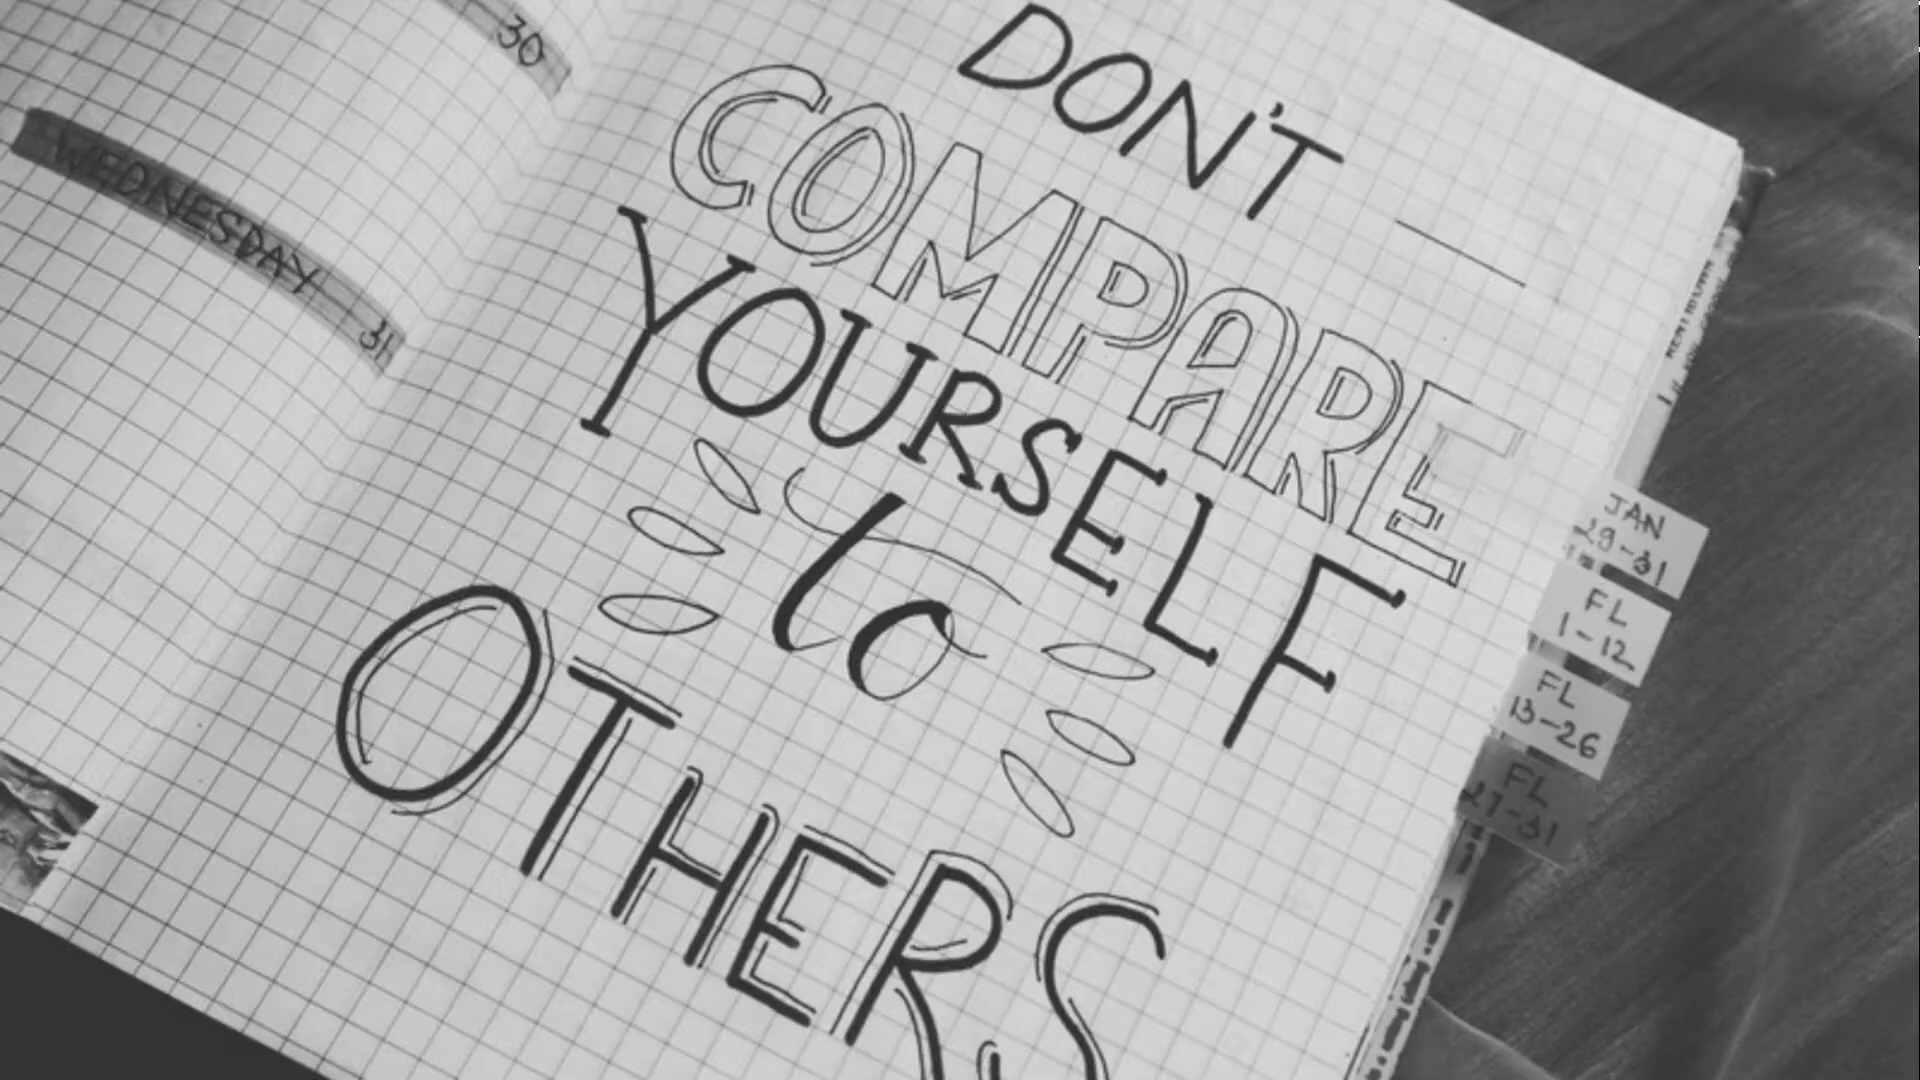 30
WEDNESDAY 31
DON'T
COMPARE
YOURSELF
to
OTHERS
JAN
29-31
FL
1-12
FL
13-26
FL
27-31